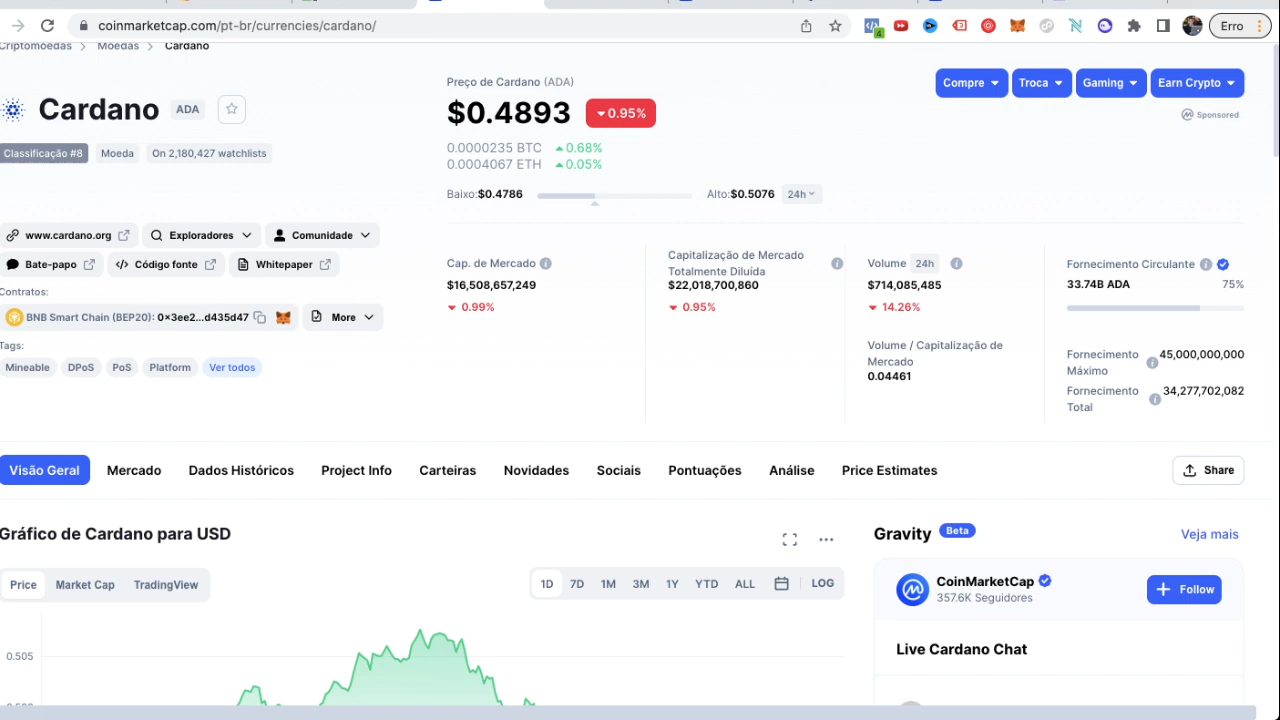 coinmarketcap.com/pt-br/currencies/cardano/
4
Erro
Criptomoedas
Moedas
Cardano
Cardano
ADA
Classificação #8
Moeda
On 2,180,427 watchlists
www.cardano.org
Exploradores
Comunidade
Bate-papo
Código fonte
Whitepaper
Contratos:
BNB Smart Chain (BEP20): 0x3ee2...d435d47
More
Tags:
Mineable
DPoS
PoS
Platform
Ver todos
Preço de Cardano (ADA)
$0.4893
0.95%
0.0000235 BTC
0.68%
0.0004067 ETH
0.05%
Baixo:$0.4786
Alto:$0.5076
24h
Compre
Troca
Gaming
Earn Crypto
Sponsored
Cap. de Mercado
$16,508,657,249
0.99%
Capitalização de Mercado
Totalmente Diluída
$22,018,700,860
0.95%
Volume
24h
$714,085,485
14.26%
Volume / Capitalização de
Mercado
0.04461
Fornecimento Circulante
33.74B ADA
75%
Fornecimento
Máximo
45,000,000,000
Fornecimento
Total
34,277,702,082
Visão Geral
Mercado
Dados Históricos
Project Info
Carteiras
Novidades
Sociais
Pontuações
Análise
Price Estimates
Share
Gráfico de Cardano para USD
Price
Market Cap
TradingView
1D
7D
1M
3M
1Y
YTD
ALL
LOG
0.505
Gravity
Beta
Veja mais
CoinMarketCap
357.6K Seguidores
Follow
Live Cardano Chat